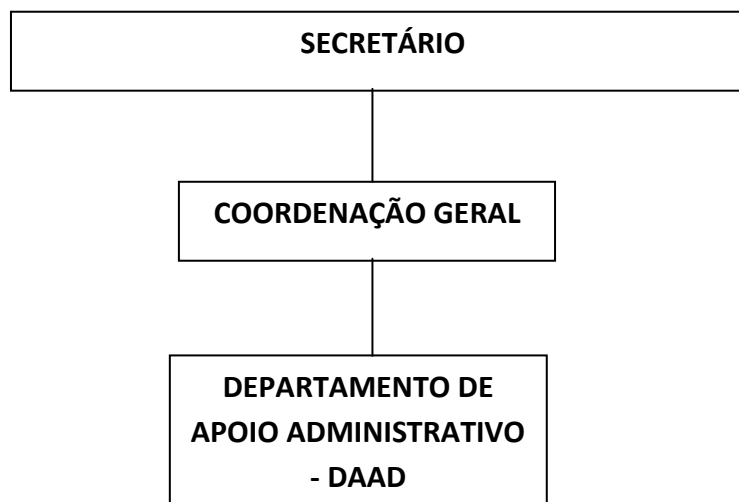 SECRETÁRIO
COORDENAÇÃO GERAL
DEPARTAMENTO DE
APOIO ADMINISTRATIVO
- DAAD